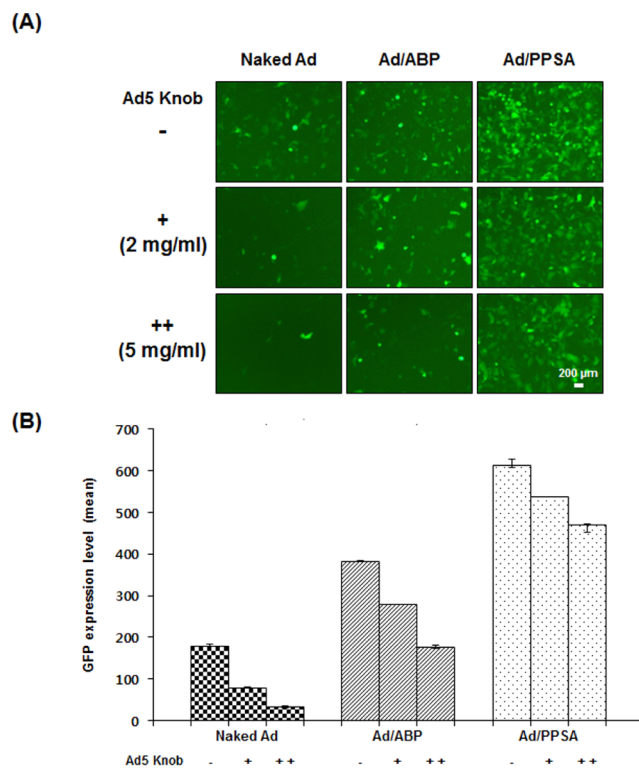 (A)
Naked Ad Ad/ABP Ad/PPSA
Ad5 Knob
-
+
(2 mg/ml)
++
(5 mg/ml)
200 µm
(B)
GFP expression level (mean)
700
600
500
400
300
200
100
0
Naked Ad Ad/ABP Ad/PPSA
Ad5 Knob - + ++ - + ++ - + ++